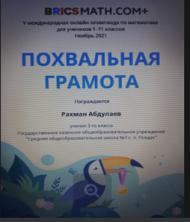 BRICSMATH.COM+
V международная онлайн-олимпиада по математике
для учеников 1-11 классов
Ноябрь 2021
ПОХВАЛЬНАЯ
ГРАМОТА
Награждается
Рахман Абдулаев
ученик 3-го класса
Государственное казенное общеобразовательное учреждение
"Средняя общеобразовательная школа №7 г.